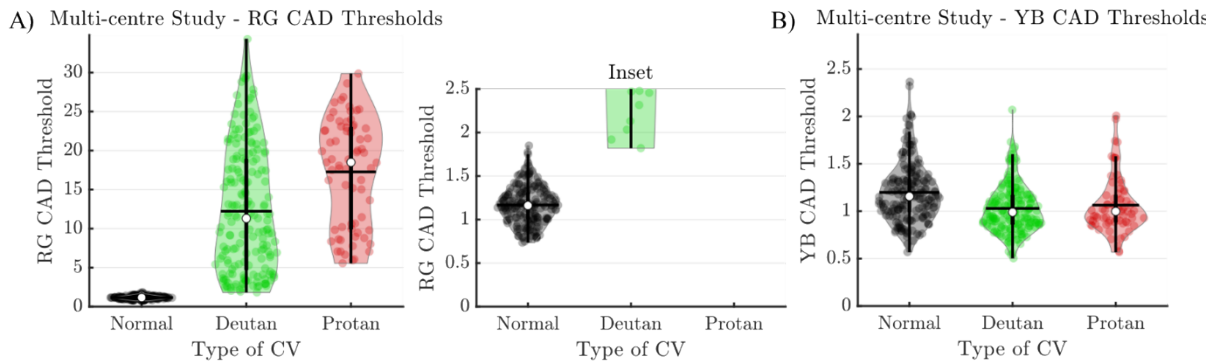 A) Multi-centre Study - RG CAD Thresholds
RG CAD Threshold
30
25
20
15
10
5
0
Normal Deutan Protan
Type of CV
Inset
RG CAD Threshold
2.5
2
1.5
1
0.5
0
Normal Deutan Protan
Type of CV
B) Multi-centre Study - YB CAD Thresholds
YB CAD Threshold
2.5
2
1.5
1
0.5
0
Normal Deutan Protan
Type of CV